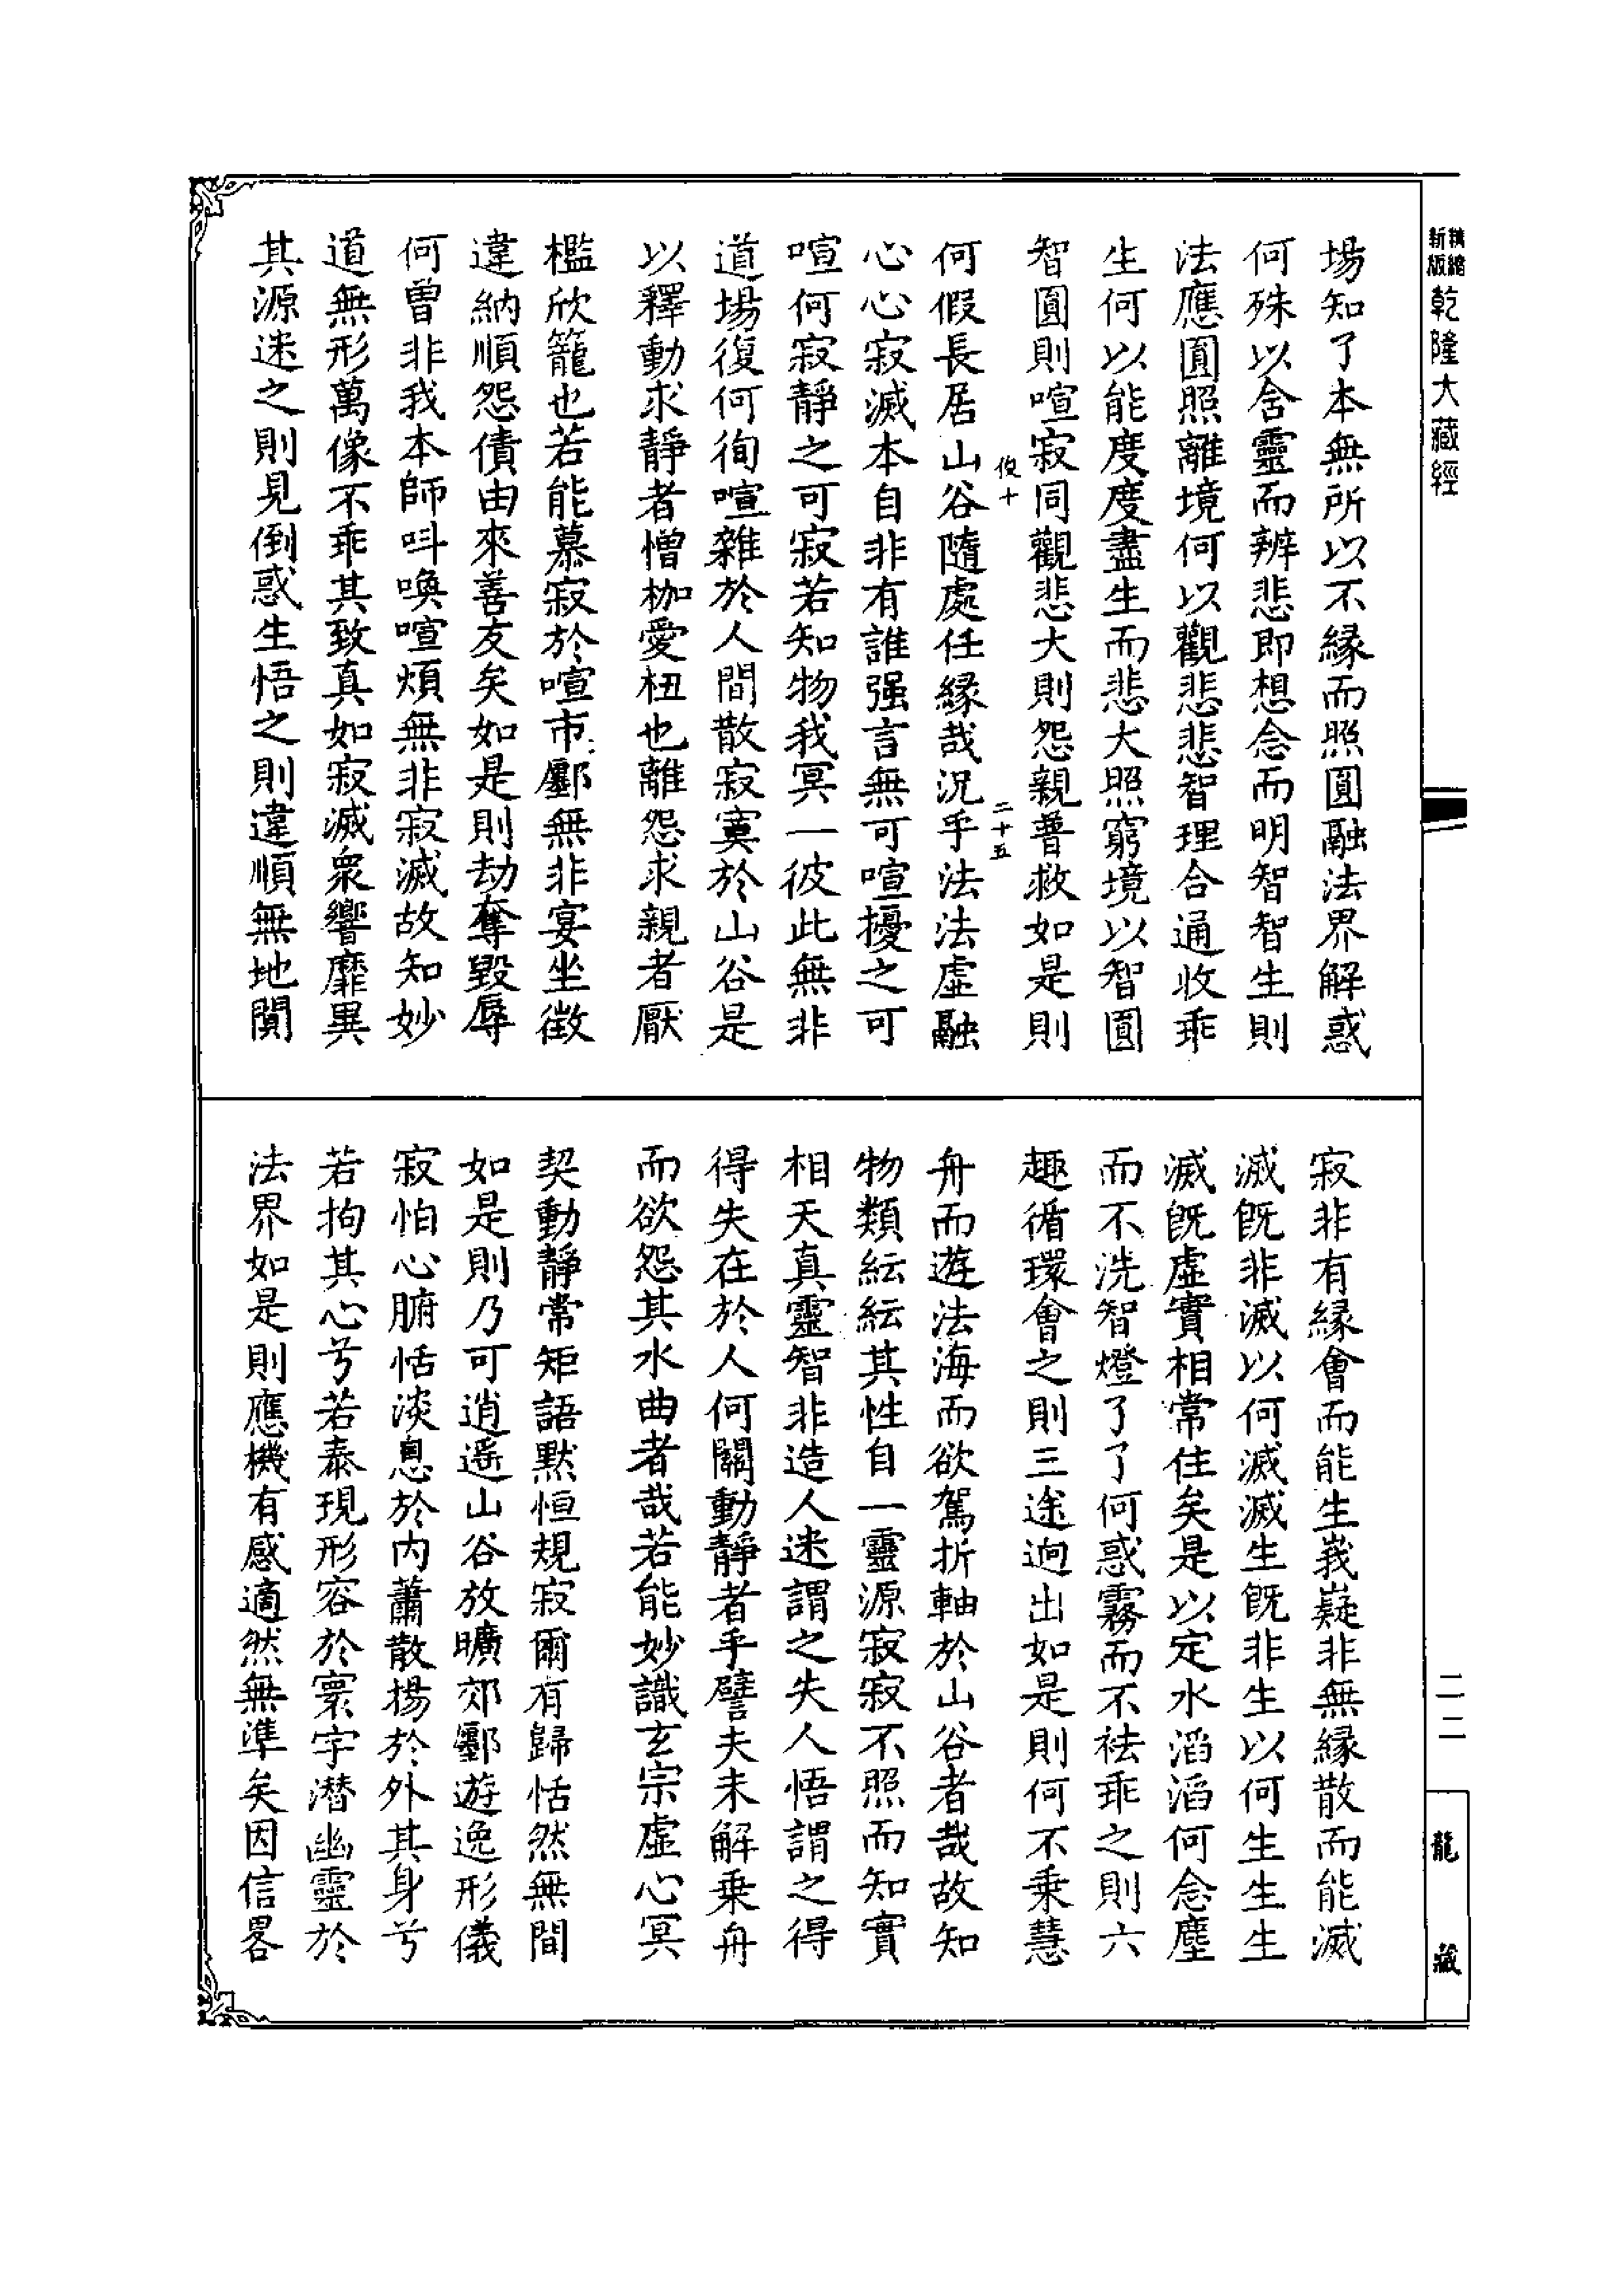 精縮
新版
乾隆大藏經
場知了本無所以不緣而照圓融法界解惑
何殊以含靈而辨悲即想念而明智智生則
法應圓照離境何以觀悲悲智理合通收乖
生何以能度度盡生而悲大照窮境以智圓
智圓則喧寂同觀悲大則怨親普救如是則
俊十
二十五
何假長居山谷隨處任緣哉況乎法法虛融
心心寂滅本自非有誰强言無可喧擾之可
喧何寂靜之可寂若知物我冥一彼此無非
道場復何徇喧雜於人間散寂寞於山谷是
以釋動求靜者憎枷愛杻也離怨求親者厭
檻欣籠也若能慕寂於喧市鄽無非宴坐徵
違納順怨債由來善友矣如是則劫奪毀辱
何曾非我本師呌喚喧煩無非寂滅故知妙
道無形萬像不乖其致真如寂滅衆響靡異
其源迷之則見倒惑生悟之則違順無地闃
寂非有緣會而能生峩嶷非無緣散而能滅
滅旣非滅以何滅滅生旣非生以何生生生
滅旣虛實相常住矣是以定水滔滔何念塵
而不洗智燈了了何惑霧而不袪乖之則六
趣循環會之則三途逈出如是則何不乗慧
舟而遊法海而欲駕折軸於山谷者哉故知
物類紜紜其性自一靈源寂寂不照而知實
相天真靈智非造人迷謂之失人悟謂之得
得失在於人何關動靜者乎譬夫未解乗舟
而欲怨其水曲者哉若能妙識玄宗虛心冥
契動靜常矩語默恒規寂爾有歸恬然無間
如是則乃可逍遥山谷放曠郊鄽遊逸形儀
寂怕心腑恬淡息於内蕭散揚於外其身兮
若拘其心兮若泰現形容於寰宇潛幽靈於
法界如是則應機有感適然無準矣因信畧
二二
龍藏